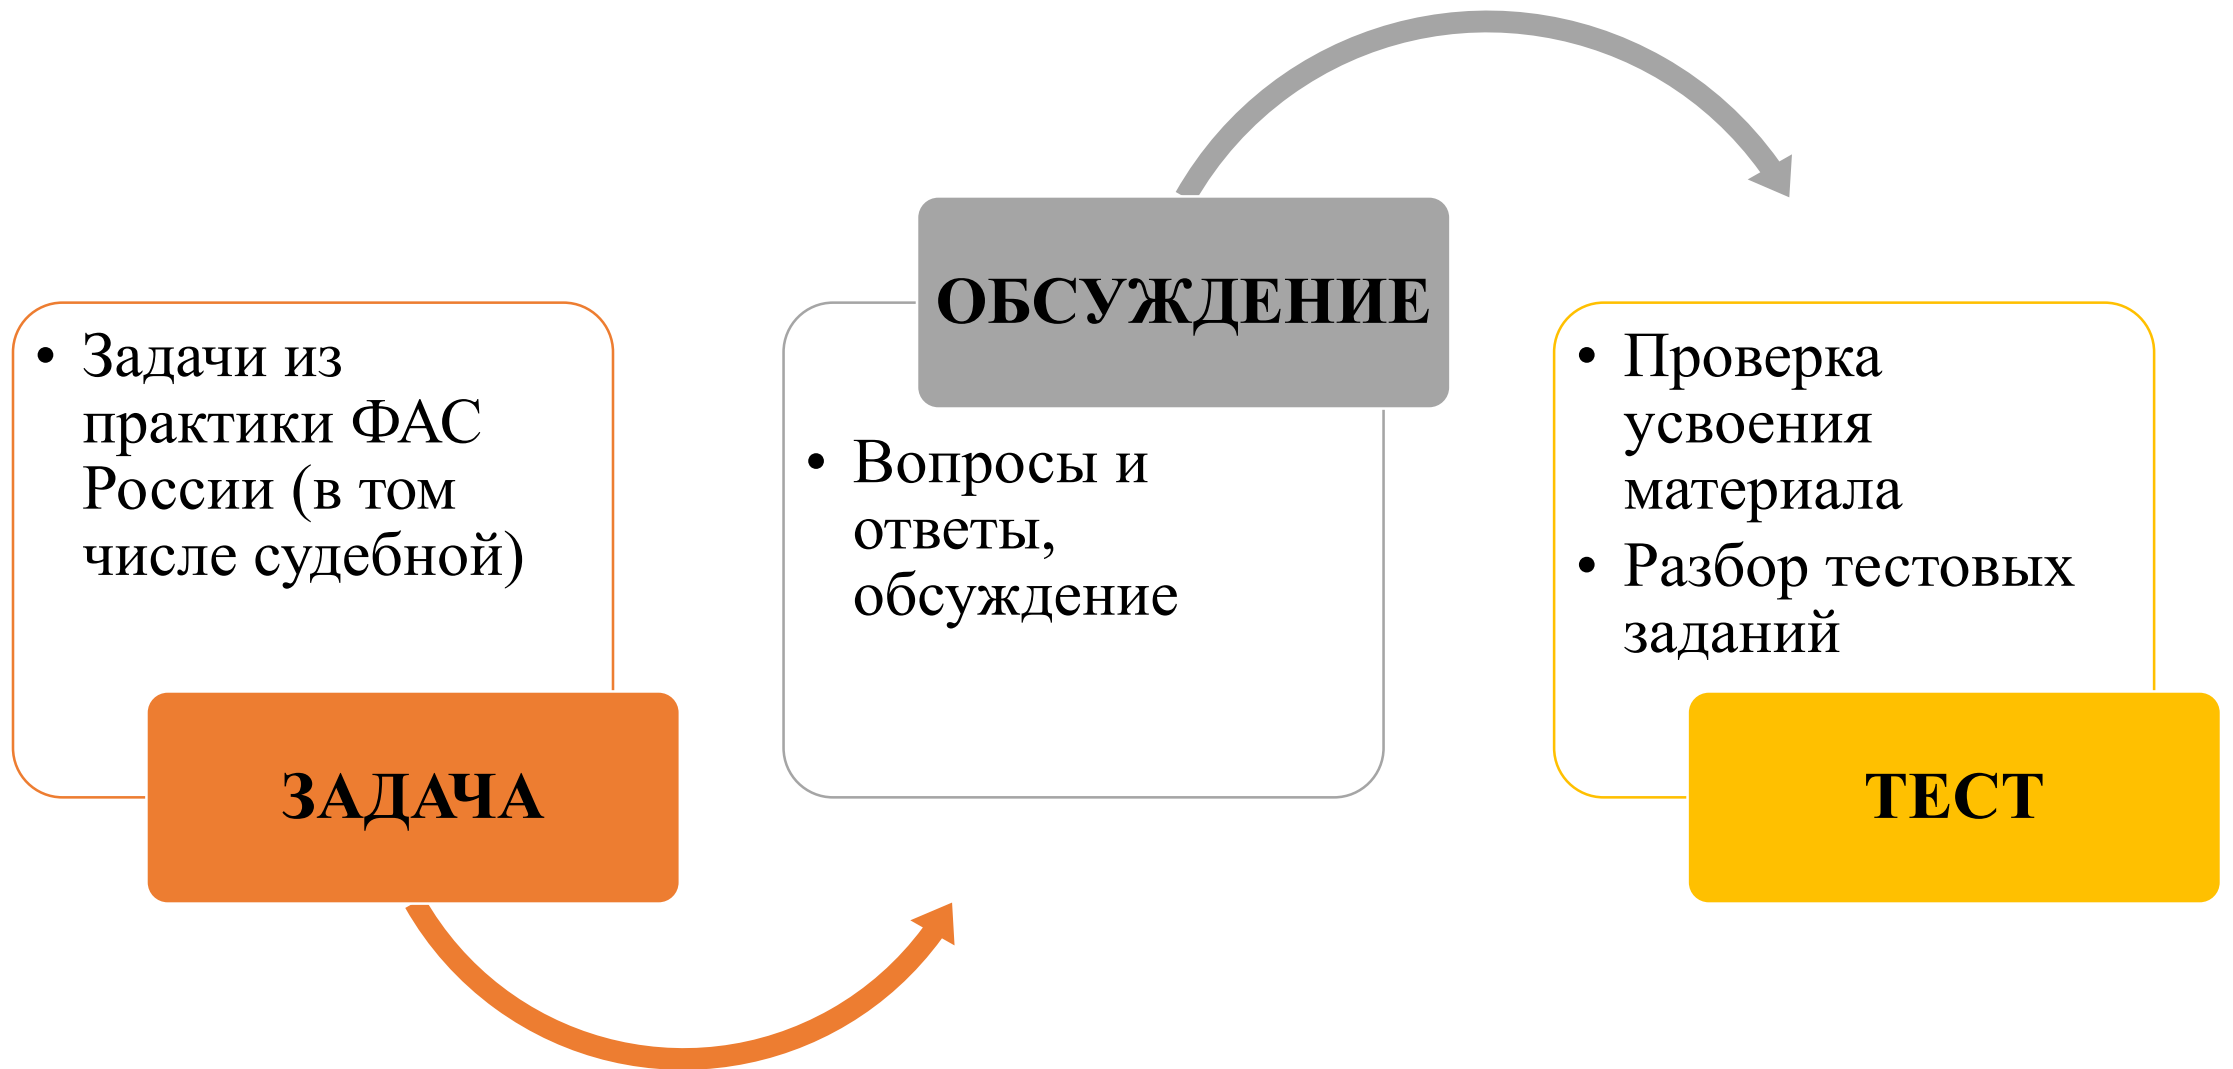 • Задачи из
практики ФАС
России (в том
числе судебной)
ЗАДАЧА
ОБСУЖДЕНИЕ
• Вопросы и
ответы,
обсуждение
• Проверка
усвоения
материала
• Разбор тестовых
заданий
ТЕСТ